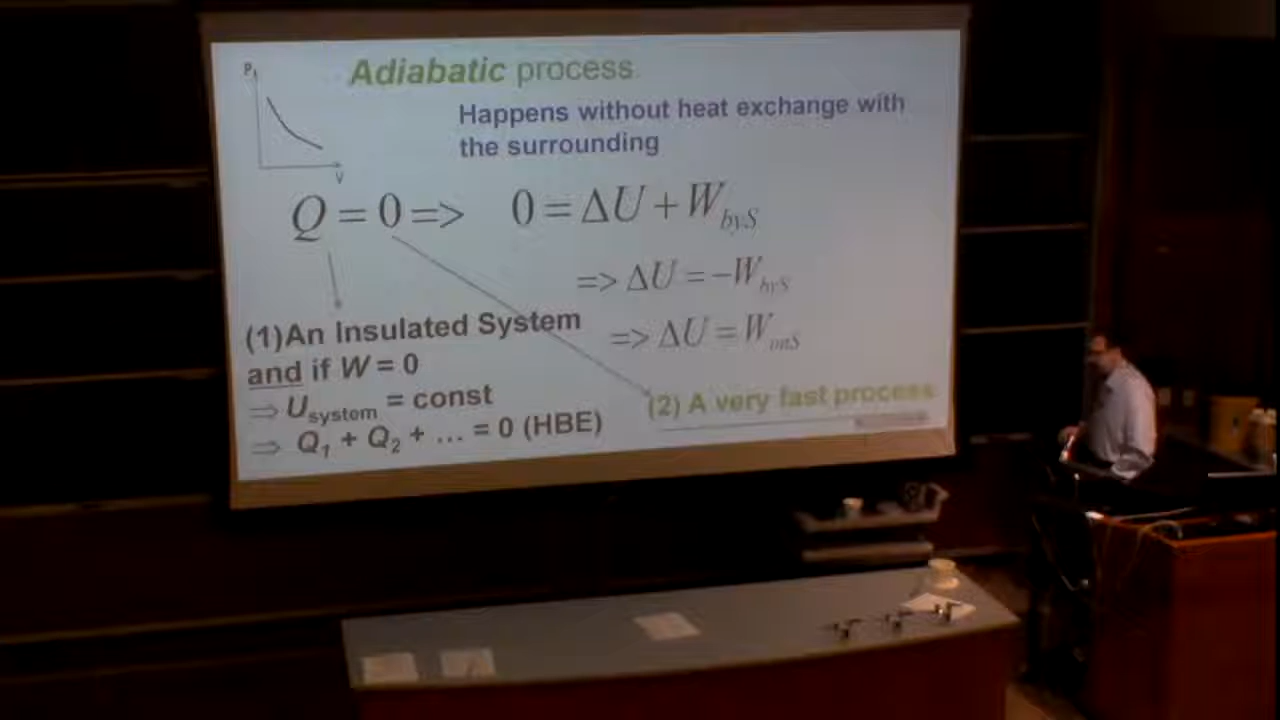 P
Adiabatic process
Happens without heat exchange with
the surrounding
V
Q = 0 => 0 = ΔU + W_byS
=> ΔU = −W_byS
=> ΔU = W_onS
(1)An Insulated System
and if W = 0
⇒ U_system = const
⇒ Q_1 + Q_2 + ... = 0 (HBE)
(2) A very fast process